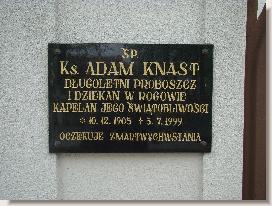 ŚP.
Ks. ADAM KNAST
DŁUGOLETNI PROBOSZCZ
I DZIEKAN W ROGOWIE
KAPELAN JEGO ŚWIĄTOBLIWOŚCI
* 10.12.1905 + 5.7.1999
OCZEKUJE ZMARTWYCHWSTANIA